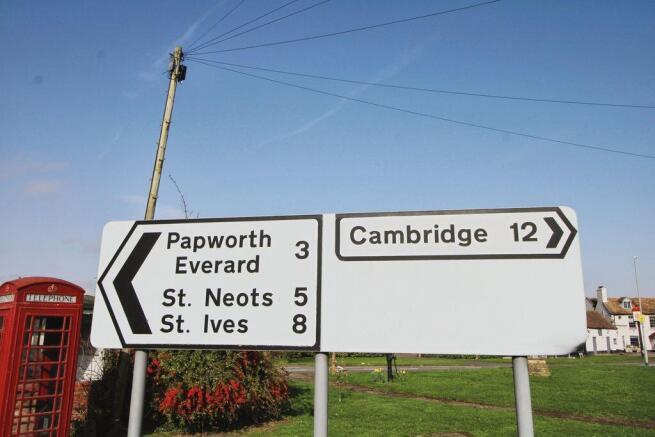 Papworth
Everard 3
St. Neots 5
St. Ives 8
Cambridge 12
TELEPHONE